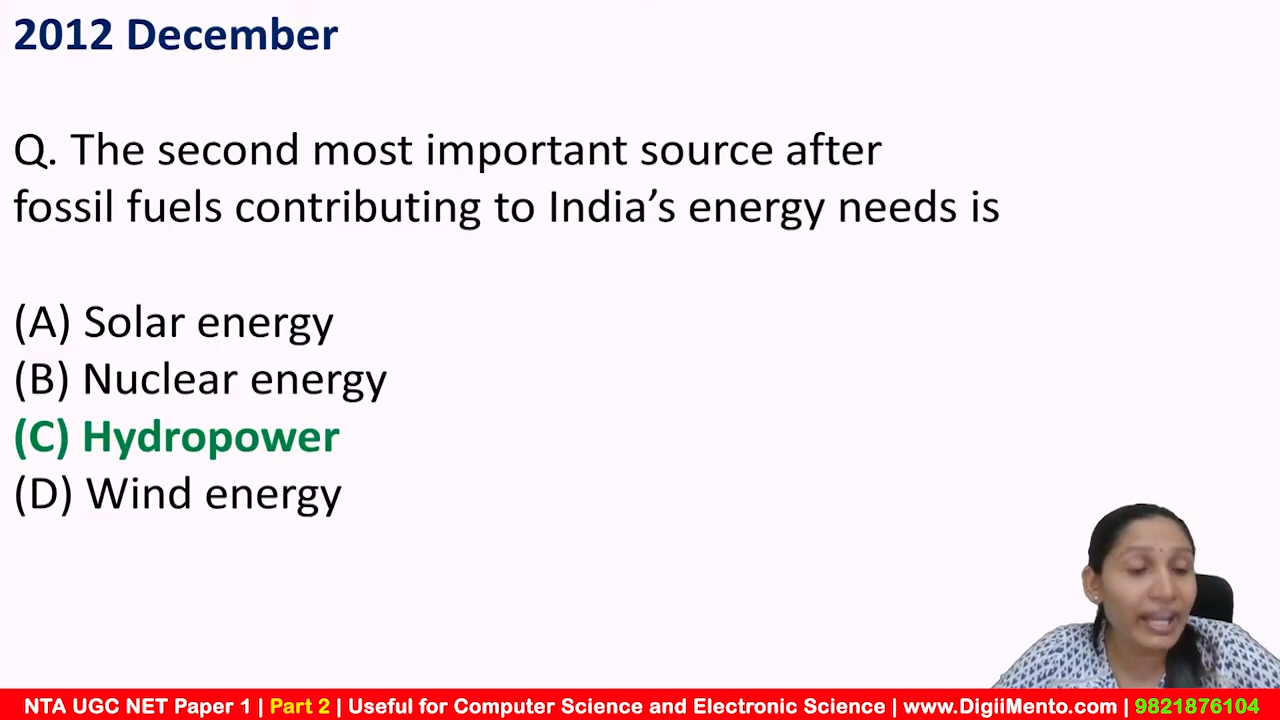 2012 December
Q. The second most important source after
fossil fuels contributing to India’s energy needs is
(A) Solar energy
(B) Nuclear energy
(C) Hydropower
(D) Wind energy
NTA UGC NET Paper 1 | Part 2 | Useful for Computer Science and Electronic Science | www.DigiiMento.com | 9821876104